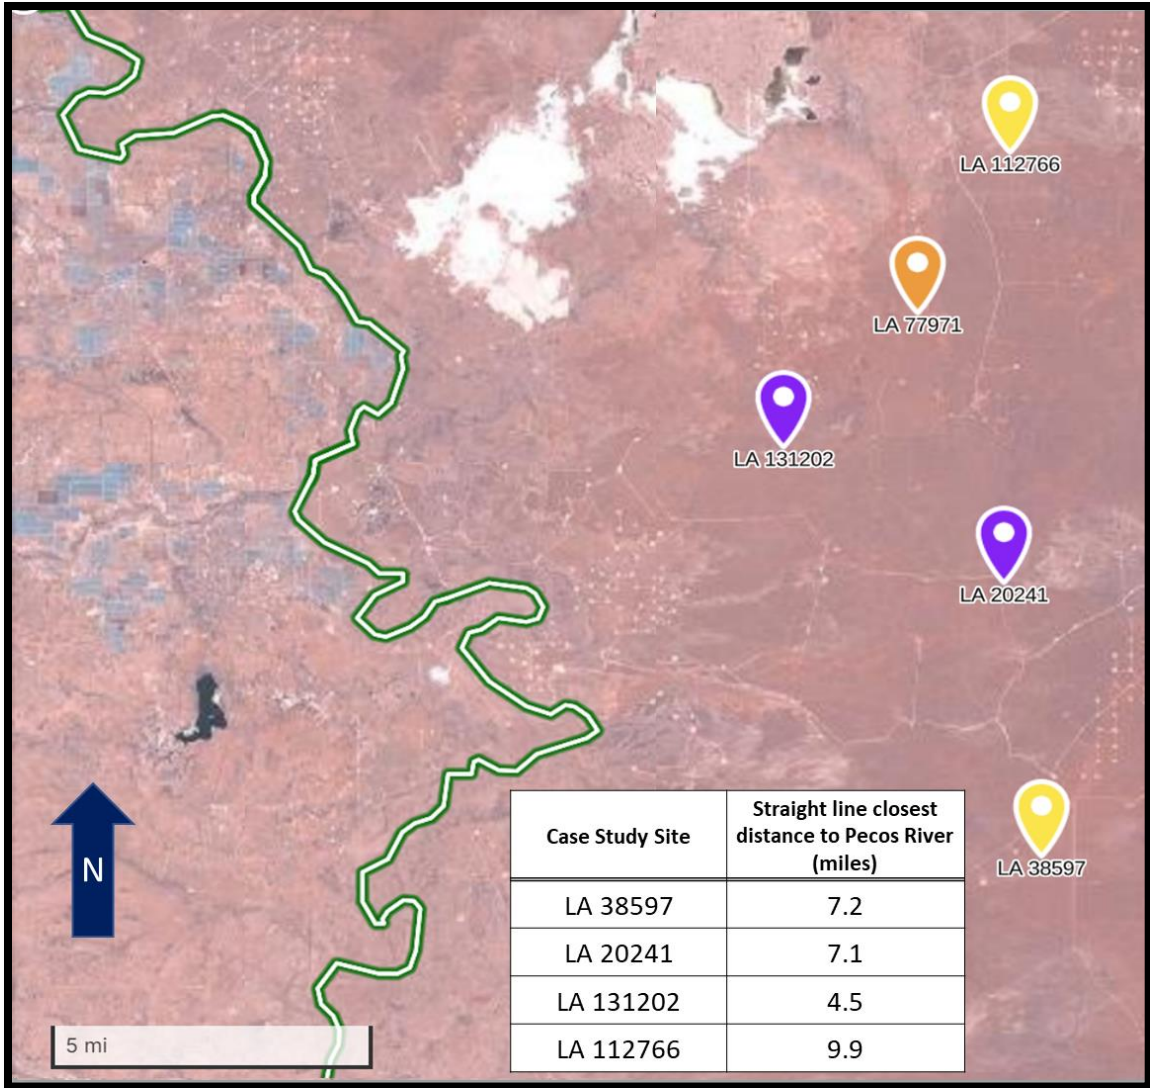 LA 112766
LA 77971
LA 131202
LA 20241
LA 38597
N
5 mi
Case Study Site
Straight line closest
distance to Pecos River
(miles)
LA 38597 7.2
LA 20241 7.1
LA 131202 4.5
LA 112766 9.9